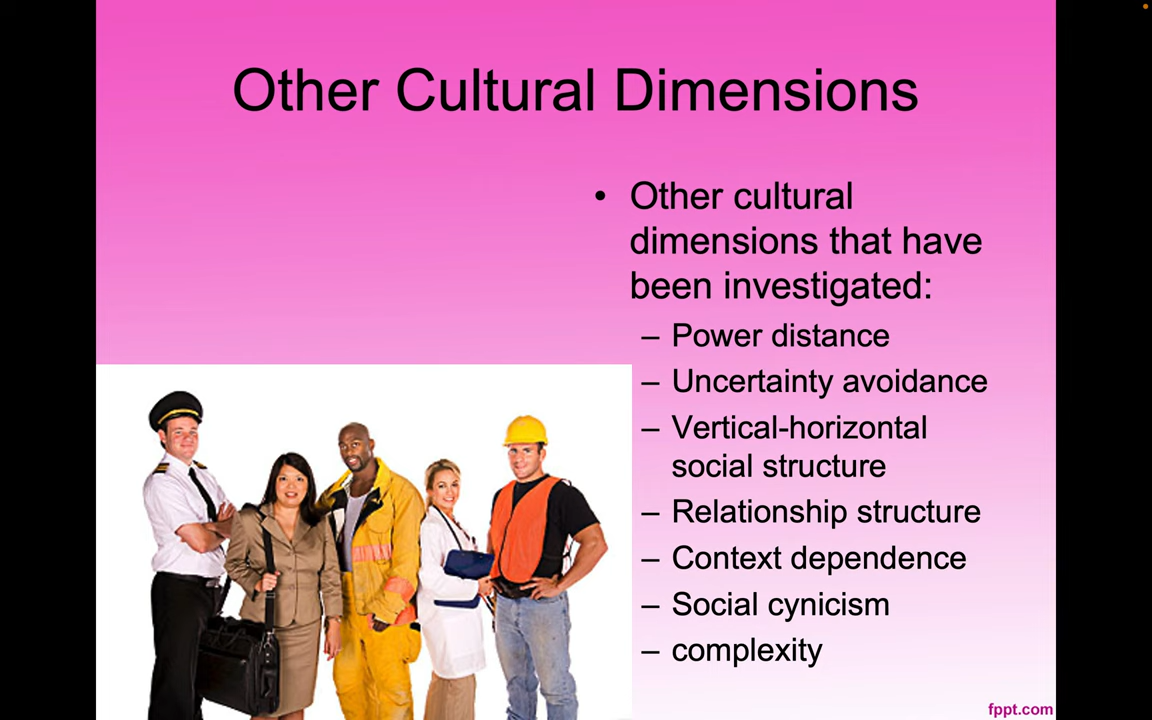 Other Cultural Dimensions
• Other cultural
dimensions that have
been investigated:
– Power distance
– Uncertainty avoidance
– Vertical-horizontal
social structure
– Relationship structure
– Context dependence
– Social cynicism
– complexity
fppt.com